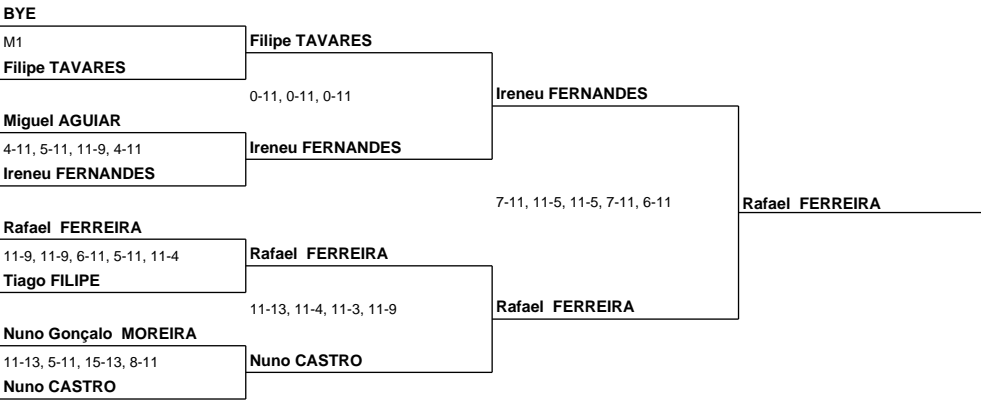 BYE
M1
Filipe TAVARES
Filipe TAVARES
0-11, 0-11, 0-11
Miguel AGUIAR
4-11, 5-11, 11-9, 4-11
Ireneu FERNANDES
Ireneu FERNANDES
Ireneu FERNANDES
7-11, 11-5, 11-5, 7-11, 6-11
Rafael FERREIRA
Rafael FERREIRA
11-9, 11-9, 6-11, 5-11, 11-4
Tiago FILIPE
Rafael FERREIRA
11-13, 11-4, 11-3, 11-9
Rafael FERREIRA
Nuno Gonçalo MOREIRA
11-13, 5-11, 15-13, 8-11
Nuno CASTRO
Nuno CASTRO